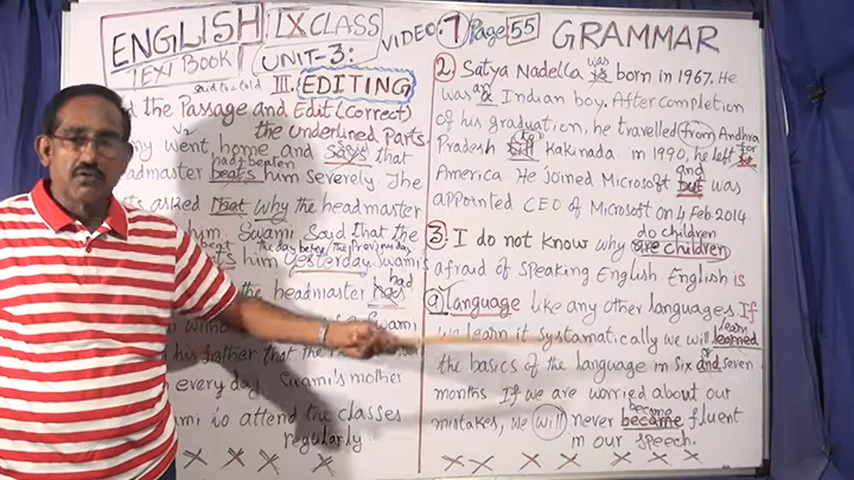 ENGLISH IX CLASS VIDEO: 7 Page 55 GRAMMAR
TEXT BOOK UNIT-3:
said to = told III. EDITING
the Passage and Edit (Correct)
V2 the Underlined Parts.
went home and says said that
had beaten
beats him severely. The
asked that why the headmaster
him. Swami said that the
the day before / the previous day
him yesterday. Swami's
had
the headmaster has
Swami
his father that the
everyday. Swami's mother
to attend the classes
regularly
2) Satya Nadella is was born in 1967. He
was a an Indian boy. After completion
of his graduation, he travelled from Andhra
Pradesh till to Kakinada in 1990, he left for
America. He joined Microsoft but and was
appointed CEO of Microsoft on 4 Feb 2014.
do children
3. I do not know why are children
afraid of speaking English. English is
a language like any other languages. If
we learn it systamatically we will learned learn
the basics of the language in six and or seven
months If we are worried about our
mistakes, we will never became become fluent
in our speech.